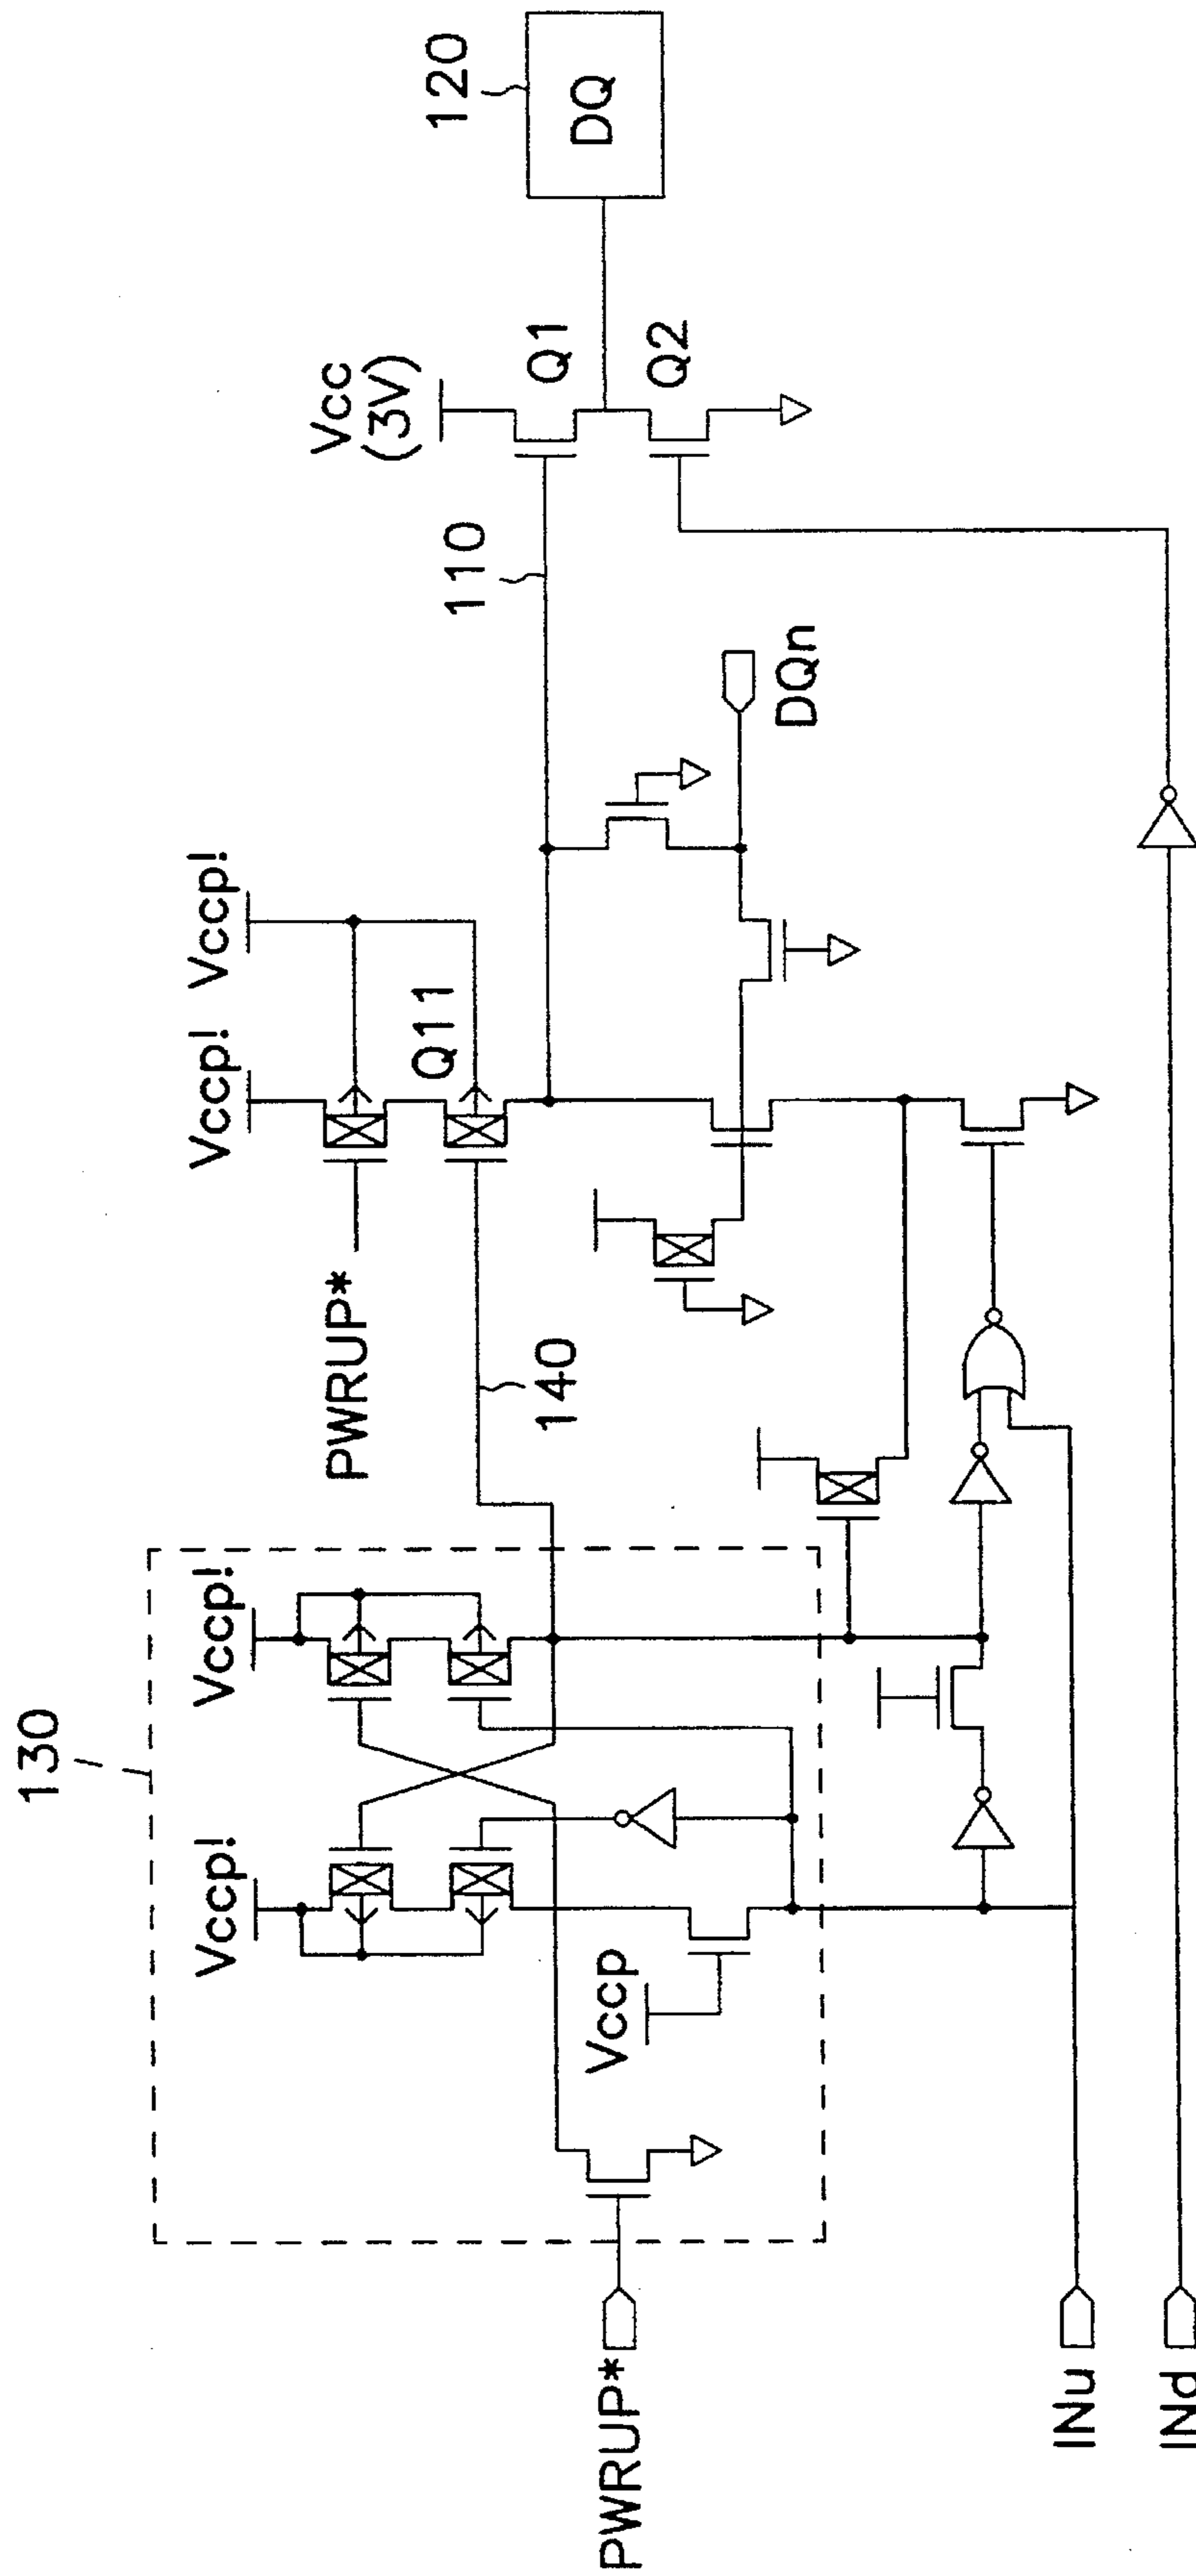 130
Vccp!
Vccp!
Vccp! Vccp!
Vcc
(3V)
120
DQ
PWRUP*
Q11
110
Q1
Q2
140
Vccp
DQn
PWRUP*
INu
INd